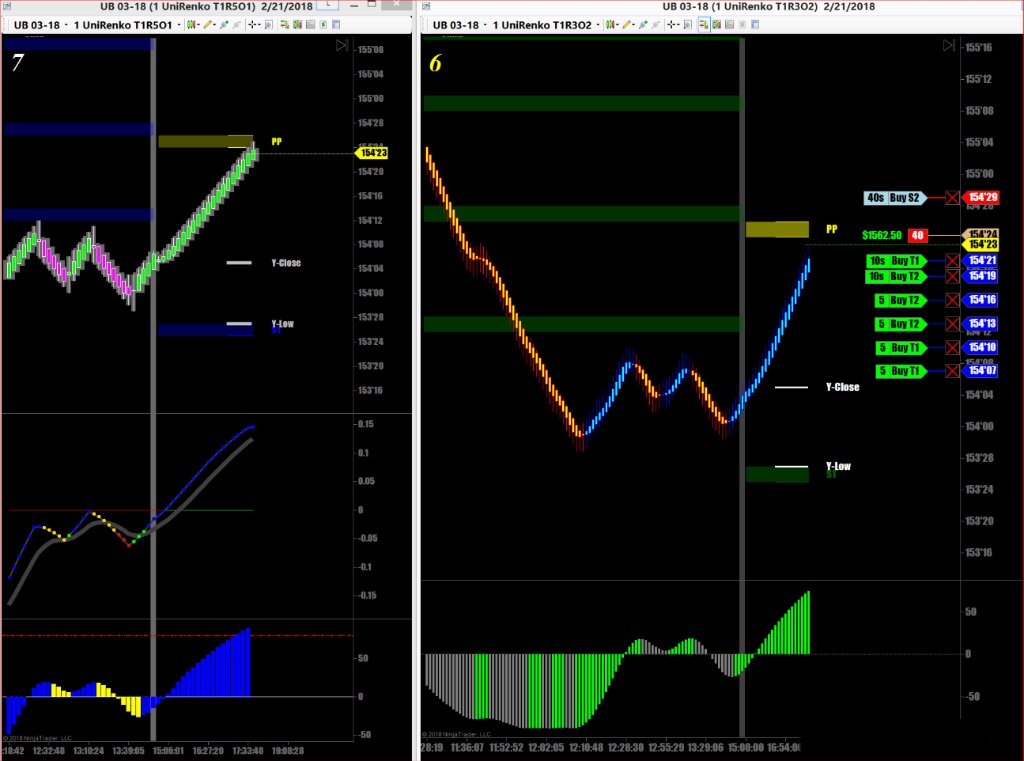 UB 03-18 (1 UniRenko T1R5O1)  2/21/2018
UB 03-18 · 1 UniRenko T1R5O1
7
155'08
155'04
155'00
154'28
PP
154'23
154'20
154'16
154'12
154'08
Y-Close
154'04
154'00
153'28
Y-Low
153'24
153'20
153'16
0.15
0.1
0.05
0
-0.05
-0.1
-0.15
50
0
-50
© 2018 NinjaTrader, LLC
:18:42 12:32:48 13:10:24 13:39:05 15:06:01 16:27:20 17:33:40 19:08:28
UB 03-18 (1 UniRenko T1R3O2)  2/21/2018
UB 03-18 · 1 UniRenko T1R3O2
6
155'16
155'12
155'08
155'04
155'00
40s Buy S2 154'29
154'28
PP
$1562.50 40 154'24
154'23
10s Buy T1 154'21
10s Buy T2 154'19
5 Buy T2 154'16
5 Buy T2 154'13
5 Buy T1 154'10
5 Buy T1 154'07
Y-Close
154'04
154'00
153'28
Y-Low
S1
153'24
153'20
153'16
50
0
-50
© 2018 NinjaTrader, LLC
28:19 11:36:07 11:52:52 12:02:05 12:10:48 12:28:30 12:55:29 13:29:06 15:00:00 16:54:0